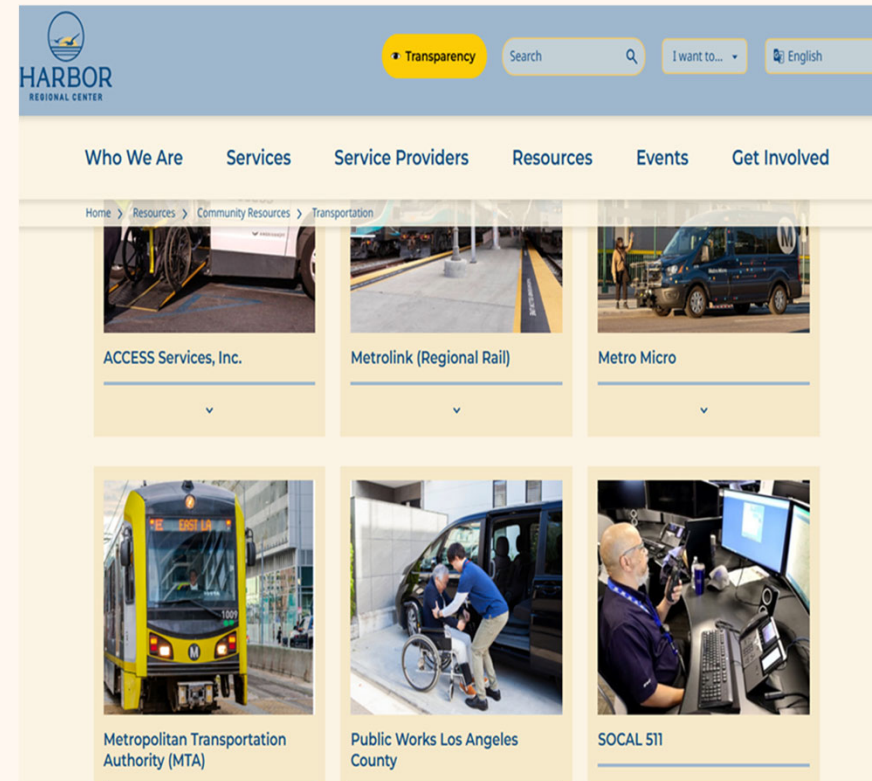 HARBOR
REGIONAL CENTER
Transparency
Search
I want to...
English
Who We Are
Services
Service Providers
Resources
Events
Get Involved
Home > Resources > Community Resources > Transportation
M
ACCESS Services, Inc.
Metrolink (Regional Rail)
Metro Micro
E EAST LA
1009
M
Metropolitan Transportation
Authority (MTA)
Public Works Los Angeles
County
SOCAL 511